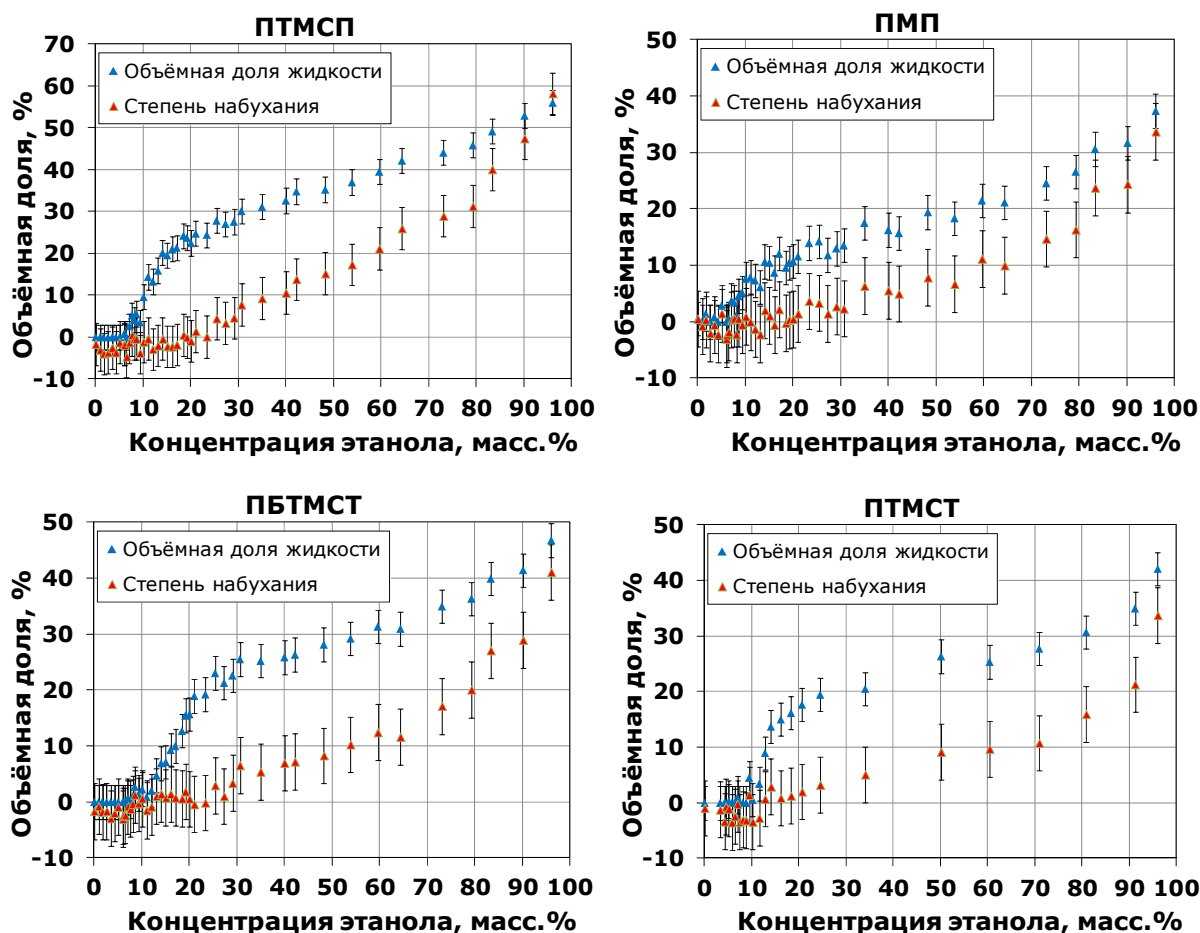 ПТМСП
Объёмная доля, %
70
60
50
40
30
20
10
0
-10
Объёмная доля жидкости
Степень набухания
0 10 20 30 40 50 60 70 80 90 100
Концентрация этанола, масс.%
ПМП
Объёмная доля, %
50
40
30
20
10
0
-10
Объёмная доля жидкости
Степень набухания
0 10 20 30 40 50 60 70 80 90 100
Концентрация этанола, масс.%
ПБТМСТ
Объёмная доля, %
50
40
30
20
10
0
-10
Объёмная доля жидкости
Степень набухания
0 10 20 30 40 50 60 70 80 90 100
Концентрация этанола, масс.%
ПТМСТ
Объёмная доля, %
50
40
30
20
10
0
-10
Объёмная доля жидкости
Степень набухания
0 10 20 30 40 50 60 70 80 90 100
Концентрация этанола, масс.%